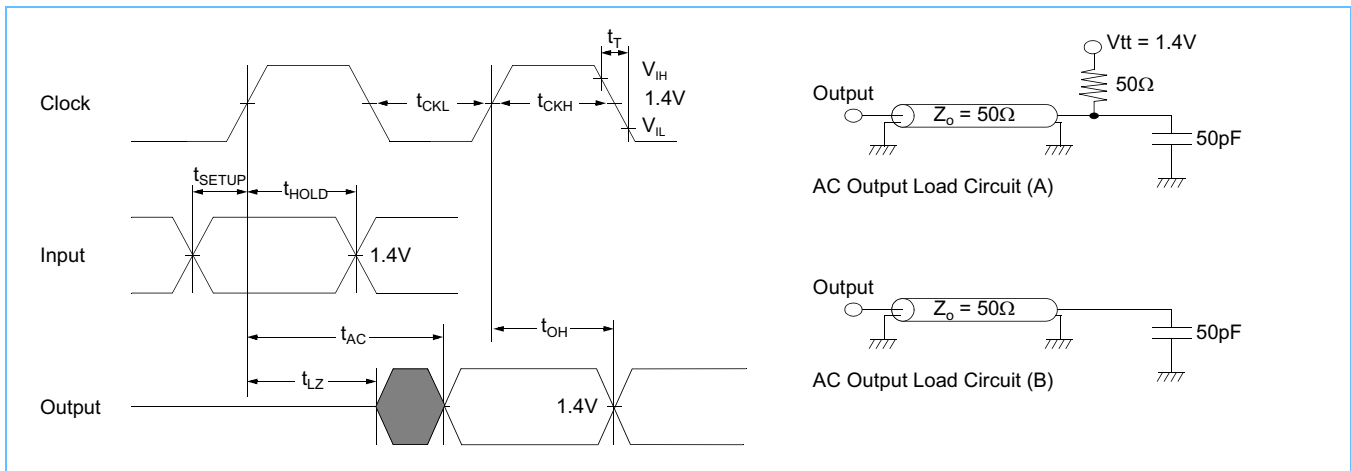 Clock
tCKL
tCKH
tT
VIH
1.4V
VIL
tSETUP
tHOLD
Input
1.4V
tAC
tOH
tLZ
Output
1.4V
Vtt = 1.4V
50Ω
Output
Zo = 50Ω
50pF
AC Output Load Circuit (A)
Output
Zo = 50Ω
50pF
AC Output Load Circuit (B)